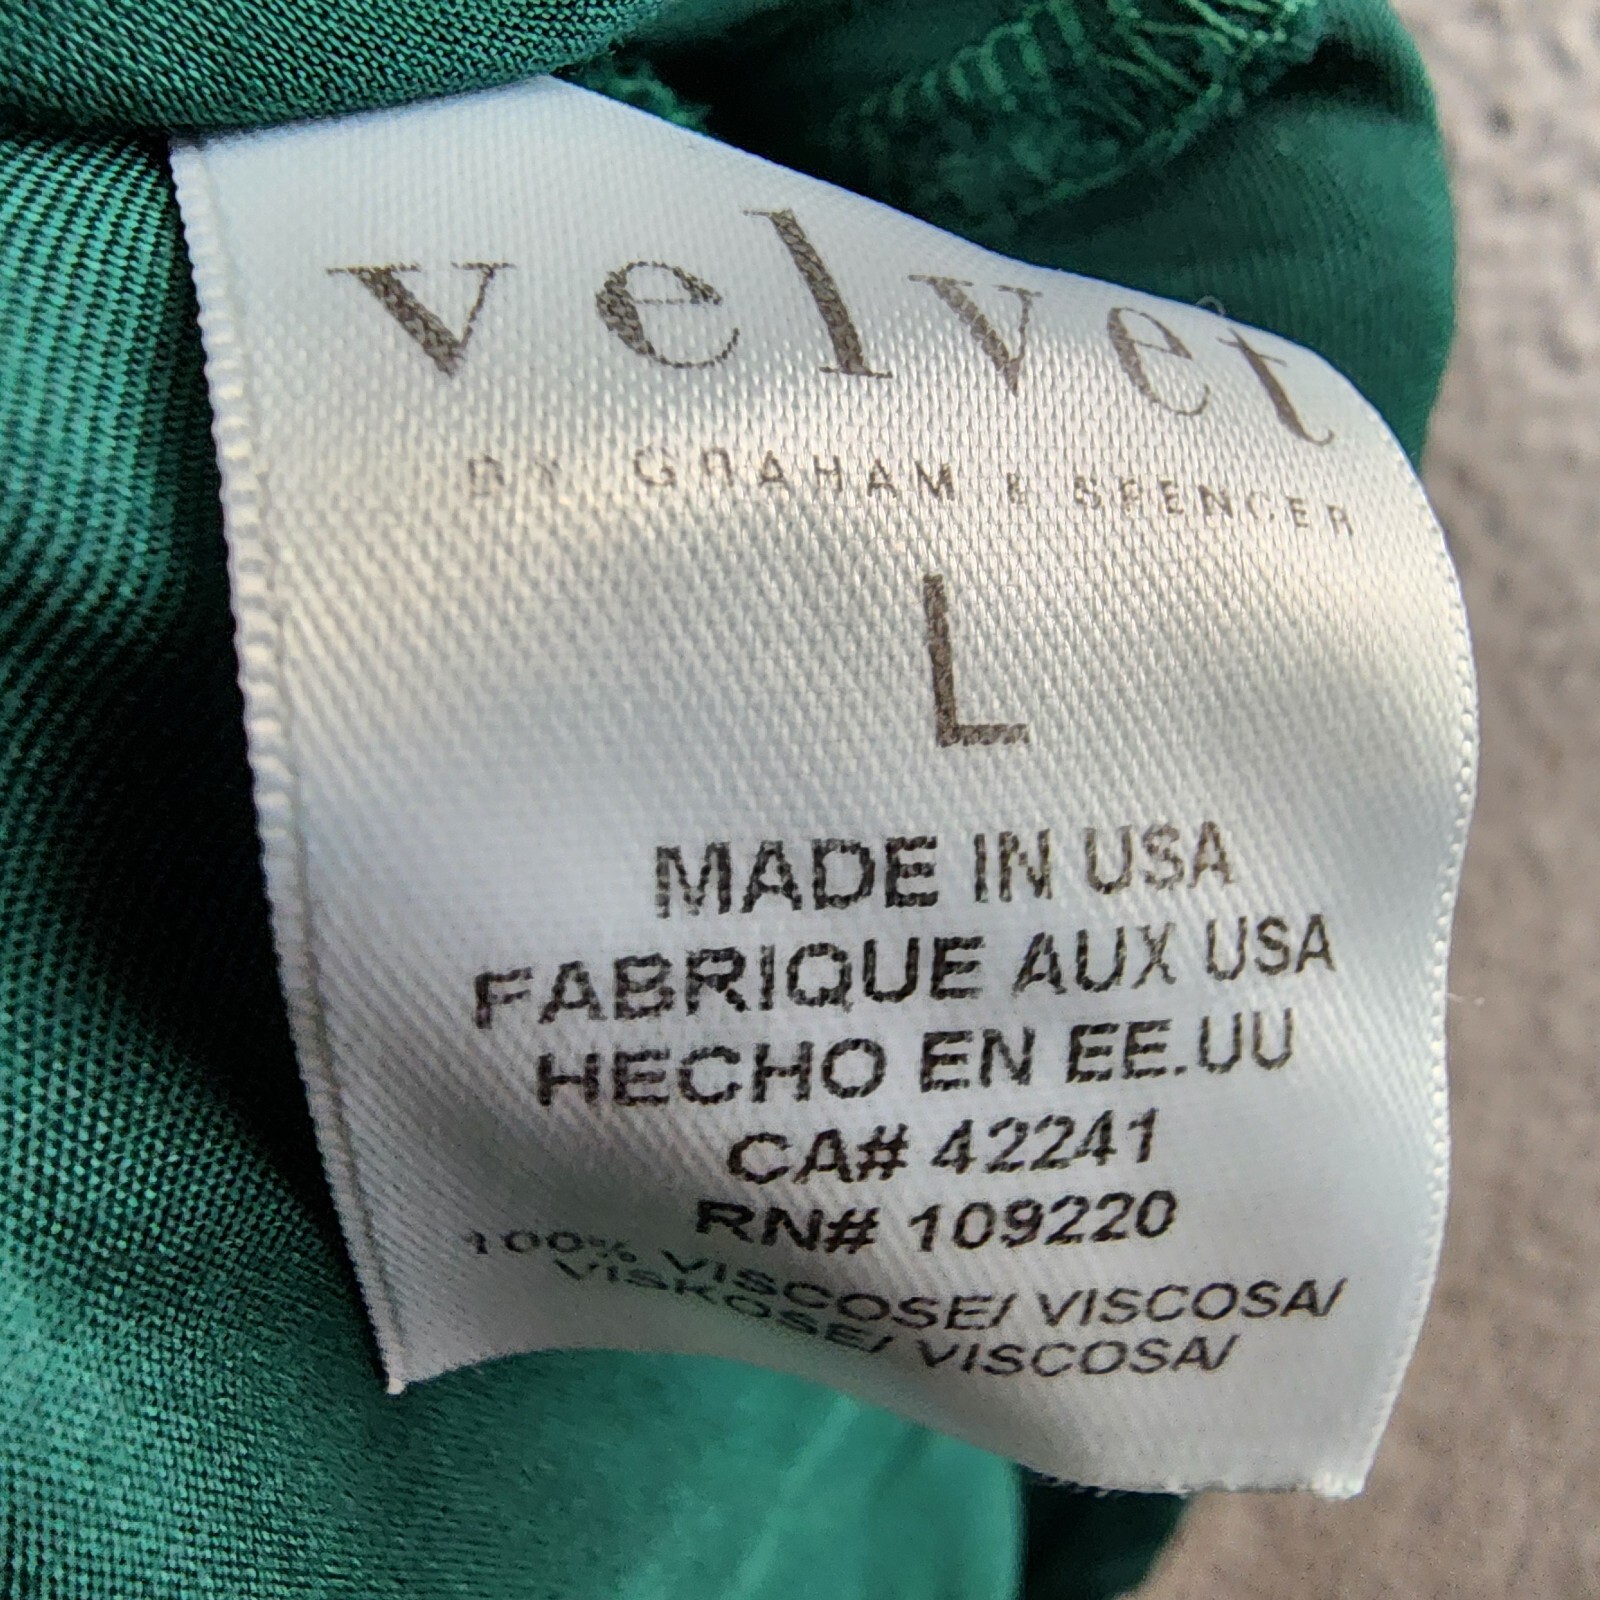 velvet
BY GRAHAM & SPENCER
L
MADE IN USA
FABRIQUE AUX USA
HECHO EN EE.UU
CA# 42241
RN# 109220
100% VISCOSE/ VISCOSA/
VISKOSE/ VISCOSA/